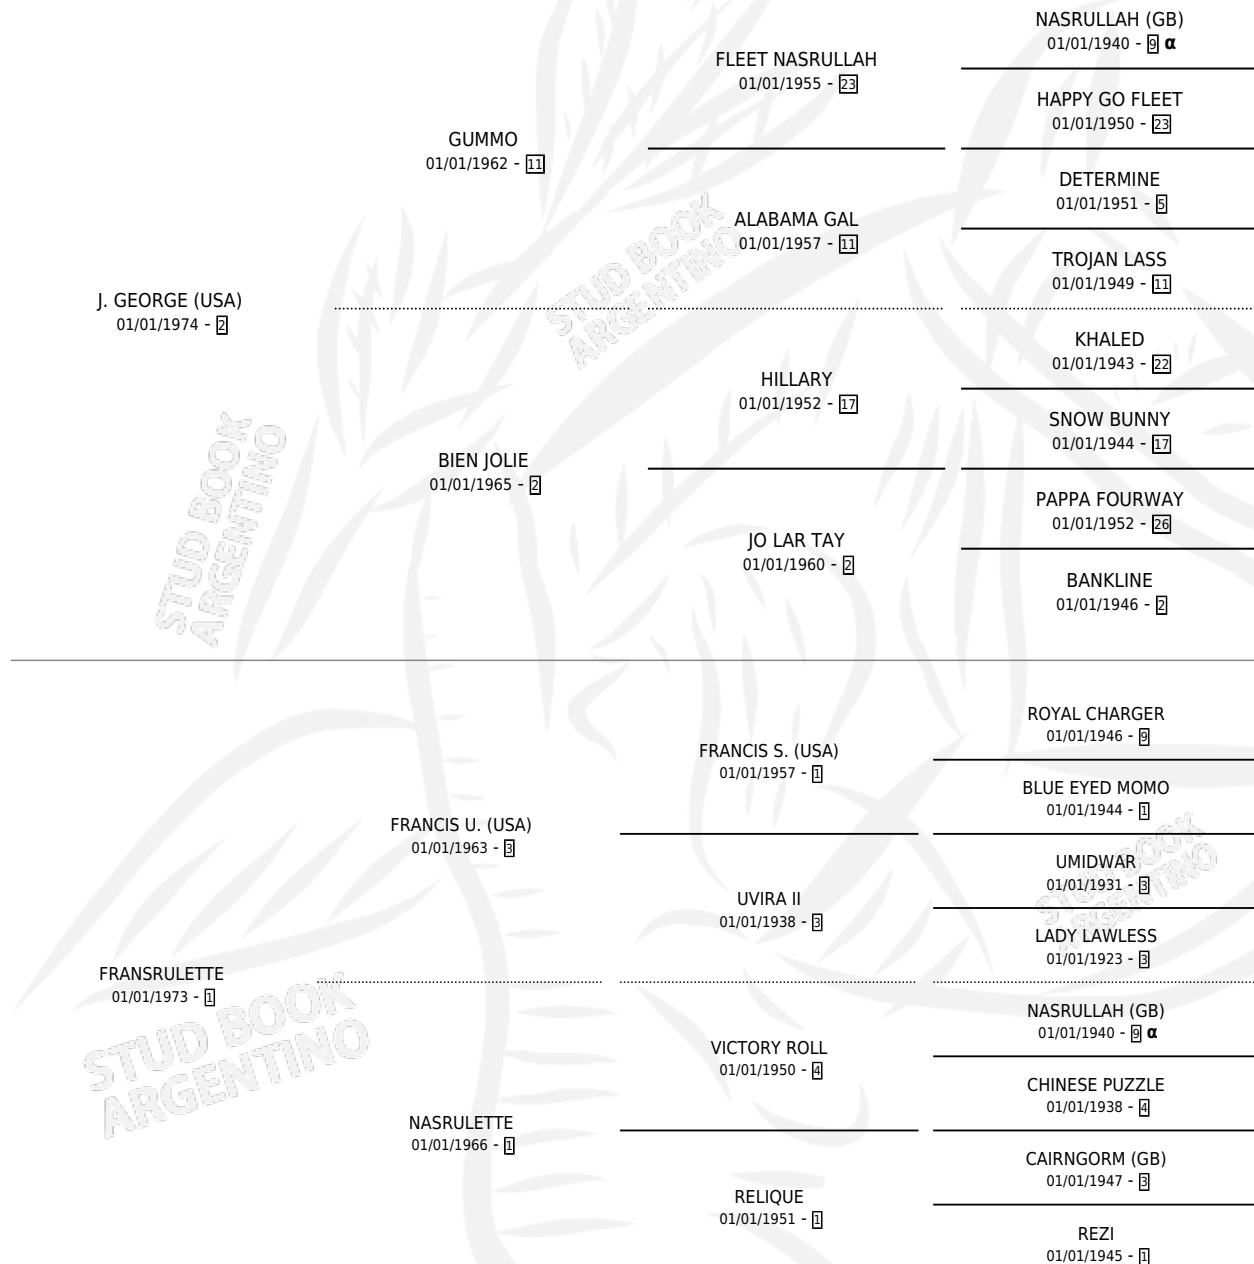 NASRULLAH (GB)
01/01/1940 - 9 α
FLEET NASRULLAH
01/01/1955 - 23
HAPPY GO FLEET
01/01/1950 - 23
GUMMO
01/01/1962 - 11
DETERMINE
01/01/1951 - 5
ALABAMA GAL
01/01/1957 - 11
TROJAN LASS
01/01/1949 - 11
J. GEORGE (USA)
01/01/1974 - 2
KHALED
01/01/1943 - 22
HILLARY
01/01/1952 - 17
SNOW BUNNY
01/01/1944 - 17
BIEN JOLIE
01/01/1965 - 2
PAPPA FOURWAY
01/01/1952 - 26
JO LAR TAY
01/01/1960 - 2
BANKLINE
01/01/1946 - 2
ROYAL CHARGER
01/01/1946 - 9
FRANCIS S. (USA)
01/01/1957 - 1
BLUE EYED MOMO
01/01/1944 - 1
FRANCIS U. (USA)
01/01/1963 - 3
UMIDWAR
01/01/1931 - 3
UVIRA II
01/01/1938 - 3
LADY LAWLESS
01/01/1923 - 3
FRANSRULETTE
01/01/1973 - 1
NASRULLAH (GB)
01/01/1940 - 9 α
VICTORY ROLL
01/01/1950 - 4
CHINESE PUZZLE
01/01/1938 - 4
NASRULETTE
01/01/1966 - 1
CAIRNGORM (GB)
01/01/1947 - 3
RELIQUE
01/01/1951 - 1
REZI
01/01/1945 - 1
STUD BOOK
ARGENTINO
STUD BOOK
ARGENTINO
STUD BOOK
ARGENTINO
STUD BOOK
ARGENTINO